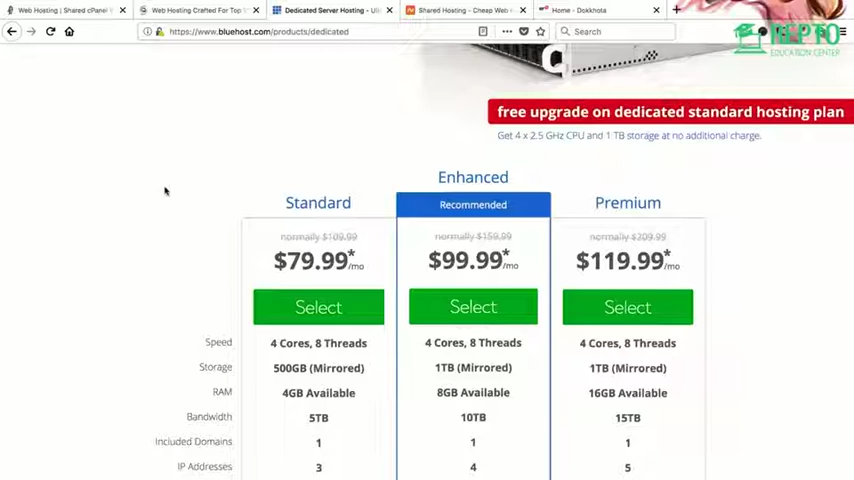 Web Hosting | Shared cPanel
Web Hosting Crafted For Top
Dedicated Server Hosting -
Shared Hosting - Cheap Web
Home - Dokkhota
https://www.bluehost.com/products/dedicated
Search
REPTO
EDUCATION CENTER
free upgrade on dedicated standard hosting plan
Get 4 x 2.5 GHz CPU and 1 TB storage at no additional charge.
Standard
Enhanced
Premium
Recommended
normally $109.99
normally $159.99
normally $209.99
$79.99*/mo
$99.99*/mo
$119.99*/mo
Select
Select
Select
Speed 4 Cores, 8 Threads 4 Cores, 8 Threads 4 Cores, 8 Threads
Storage 500GB (Mirrored) 1TB (Mirrored) 1TB (Mirrored)
RAM 4GB Available 8GB Available 16GB Available
Bandwidth 5TB 10TB 15TB
Included Domains 1 1 1
IP Addresses 3 4 5